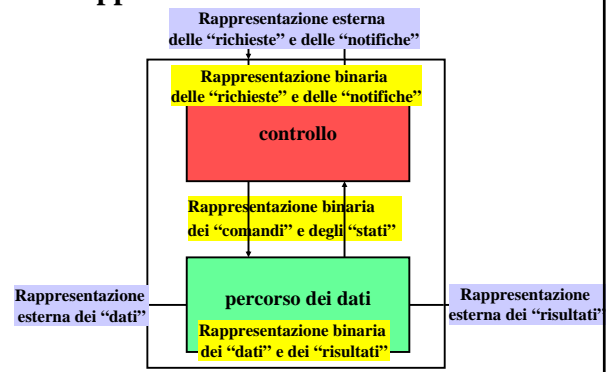 Rappresentazione esterna
delle “richieste” e delle “notifiche”
Rappresentazione binaria
delle “richieste” e delle “notifiche”
controllo
Rappresentazione binaria
dei “comandi” e degli “stati”
Rappresentazione
esterna dei “dati”
percorso dei dati
Rappresentazione binaria
dei “dati” e dei “risultati”
Rappresentazione
esterna dei “risultati”